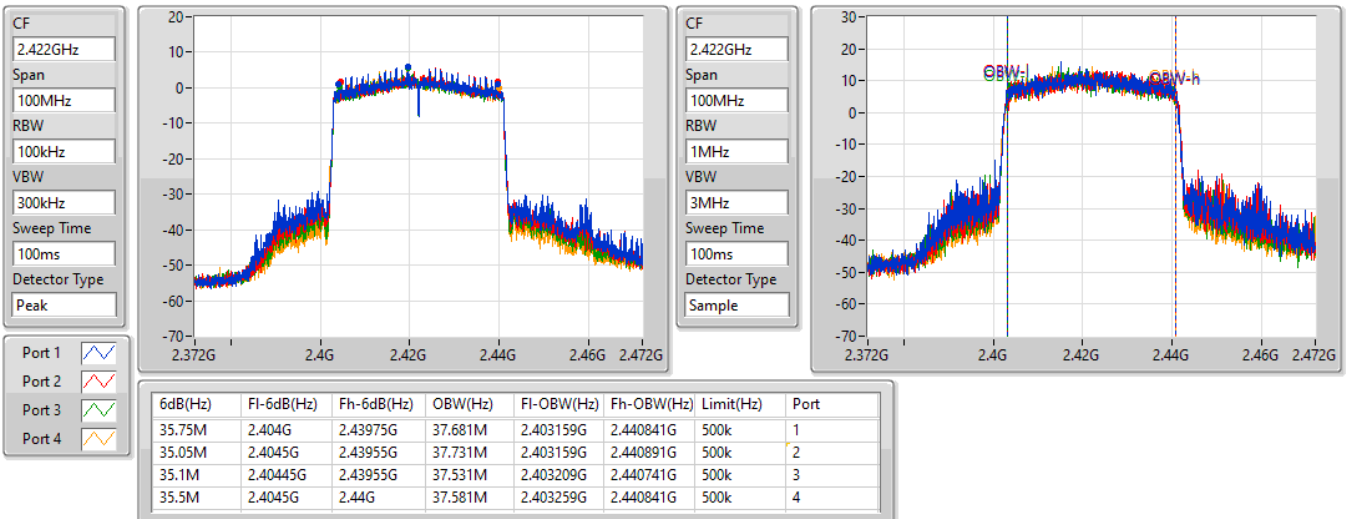 CF
2.422GHz
Span
100MHz
RBW
100kHz
VBW
300kHz
Sweep Time
100ms
Detector Type
Peak
20
10
0
-10
-20
-30
-40
-50
-60
-70
2.372G 2.4G 2.42G 2.44G 2.46G 2.472G
CF
2.422GHz
Span
100MHz
RBW
1MHz
VBW
3MHz
Sweep Time
100ms
Detector Type
Sample
30
20
10
0
-10
-20
-30
-40
-50
-60
-70
OBW-l OBW-h
2.372G 2.4G 2.42G 2.44G 2.46G 2.472G
Port 1
Port 2
Port 3
Port 4
6dB(Hz) Fl-6dB(Hz) Fh-6dB(Hz) OBW(Hz) Fl-OBW(Hz) Fh-OBW(Hz) Limit(Hz) Port
35.75M 2.404G 2.43975G 37.681M 2.403159G 2.440841G 500k 1
35.05M 2.4045G 2.43955G 37.731M 2.403159G 2.440891G 500k 2
35.1M 2.40445G 2.43955G 37.531M 2.403209G 2.440741G 500k 3
35.5M 2.4045G 2.44G 37.581M 2.403259G 2.440841G 500k 4